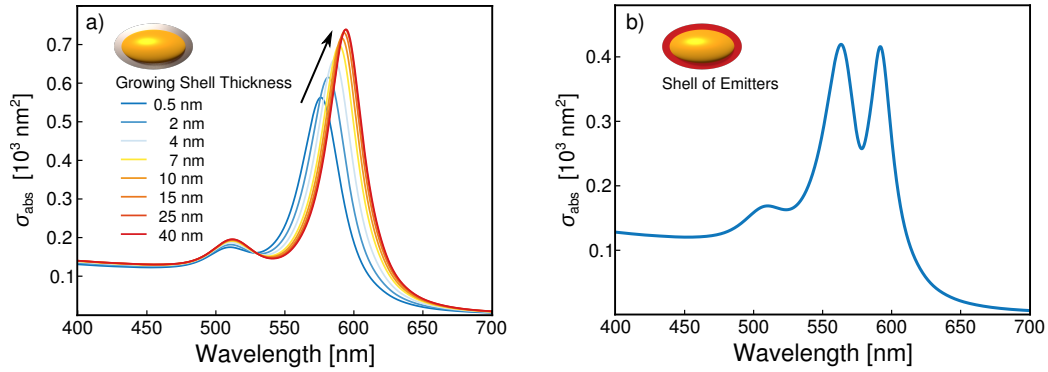 a)
Growing Shell Thickness
0.5 nm
2 nm
4 nm
7 nm
10 nm
15 nm
25 nm
40 nm
0.7
0.6
0.5
0.4
0.3
0.2
0.1
σabs [10³ nm²]
400 450 500 550 600 650 700
Wavelength [nm]
b)
Shell of Emitters
0.4
0.3
0.2
0.1
σabs [10³ nm²]
400 450 500 550 600 650 700
Wavelength [nm]